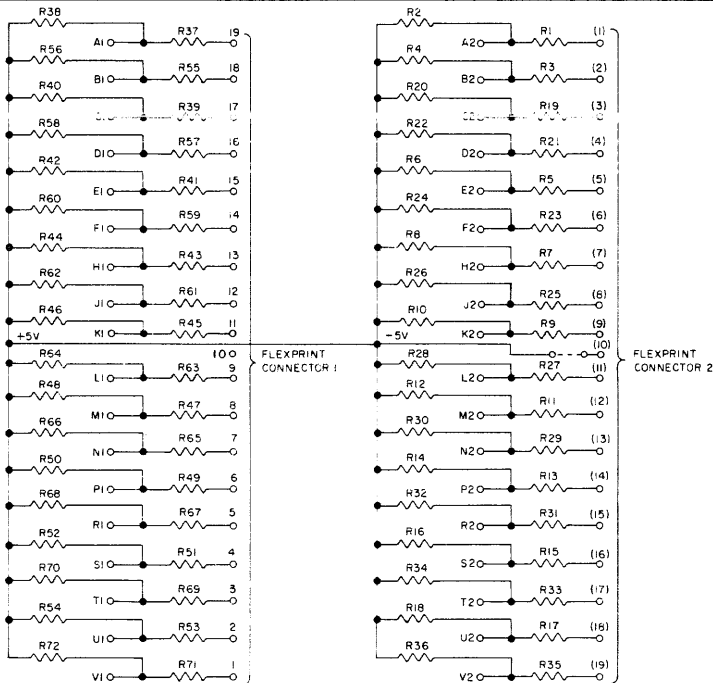 R38 R37 19
A1
R56 R55 18
B1
R40 R39 17
R58 R57 16
D1
R42 R41 15
E1
R60 R59 14
F1
R44 R43 13
H1
R62 R61 12
J1
R46 R45 11
K1
+5V
10
R64 R63 9
L1
R48 R47 8
M1
R66 R65 7
N1
R50 R49 6
P1
R68 R67 5
R1
R52 R51 4
S1
R70 R69 3
T1
R54 R53 2
U1
R72 R71 1
V1
FLEXPRINT
CONNECTOR 1
R2 R1 (1)
A2
R4 R3 (2)
B2
R20 R19 (3)
R22 R21 (4)
D2
R6 R5 (5)
E2
R24 R23 (6)
F2
R8 R7 (7)
H2
R26 R25 (8)
J2
R10 R9 (9)
K2
-5V
(10)
R28 R27 (11)
L2
R12 R11 (12)
M2
R30 R29 (13)
N2
R14 R13 (14)
P2
R32 R31 (15)
R2
R16 R15 (16)
S2
R34 R33 (17)
T2
R18 R17 (18)
U2
R36 R35 (19)
V2
FLEXPRINT
CONNECTOR 2